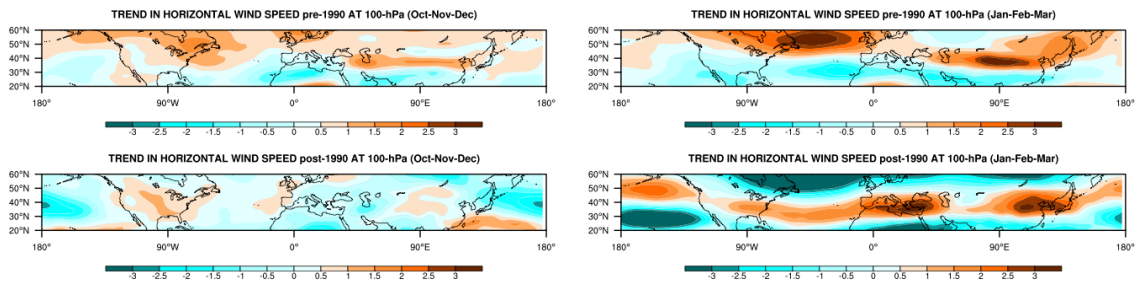 TREND IN HORIZONTAL WIND SPEED pre-1990 AT 100-hPa (Oct-Nov-Dec)
60°N
50°N
40°N
30°N
20°N
180° 90°W 0° 90°E 180°
-3 -2.5 -2 -1.5 -1 -0.5 0 0.5 1 1.5 2 2.5 3
TREND IN HORIZONTAL WIND SPEED pre-1990 AT 100-hPa (Jan-Feb-Mar)
60°N
50°N
40°N
30°N
20°N
180° 90°W 0° 90°E 180°
-3 -2.5 -2 -1.5 -1 -0.5 0 0.5 1 1.5 2 2.5 3
TREND IN HORIZONTAL WIND SPEED post-1990 AT 100-hPa (Oct-Nov-Dec)
60°N
50°N
40°N
30°N
20°N
180° 90°W 0° 90°E 180°
-3 -2.5 -2 -1.5 -1 -0.5 0 0.5 1 1.5 2 2.5 3
TREND IN HORIZONTAL WIND SPEED post-1990 AT 100-hPa (Jan-Feb-Mar)
60°N
50°N
40°N
30°N
20°N
180° 90°W 0° 90°E 180°
-3 -2.5 -2 -1.5 -1 -0.5 0 0.5 1 1.5 2 2.5 3